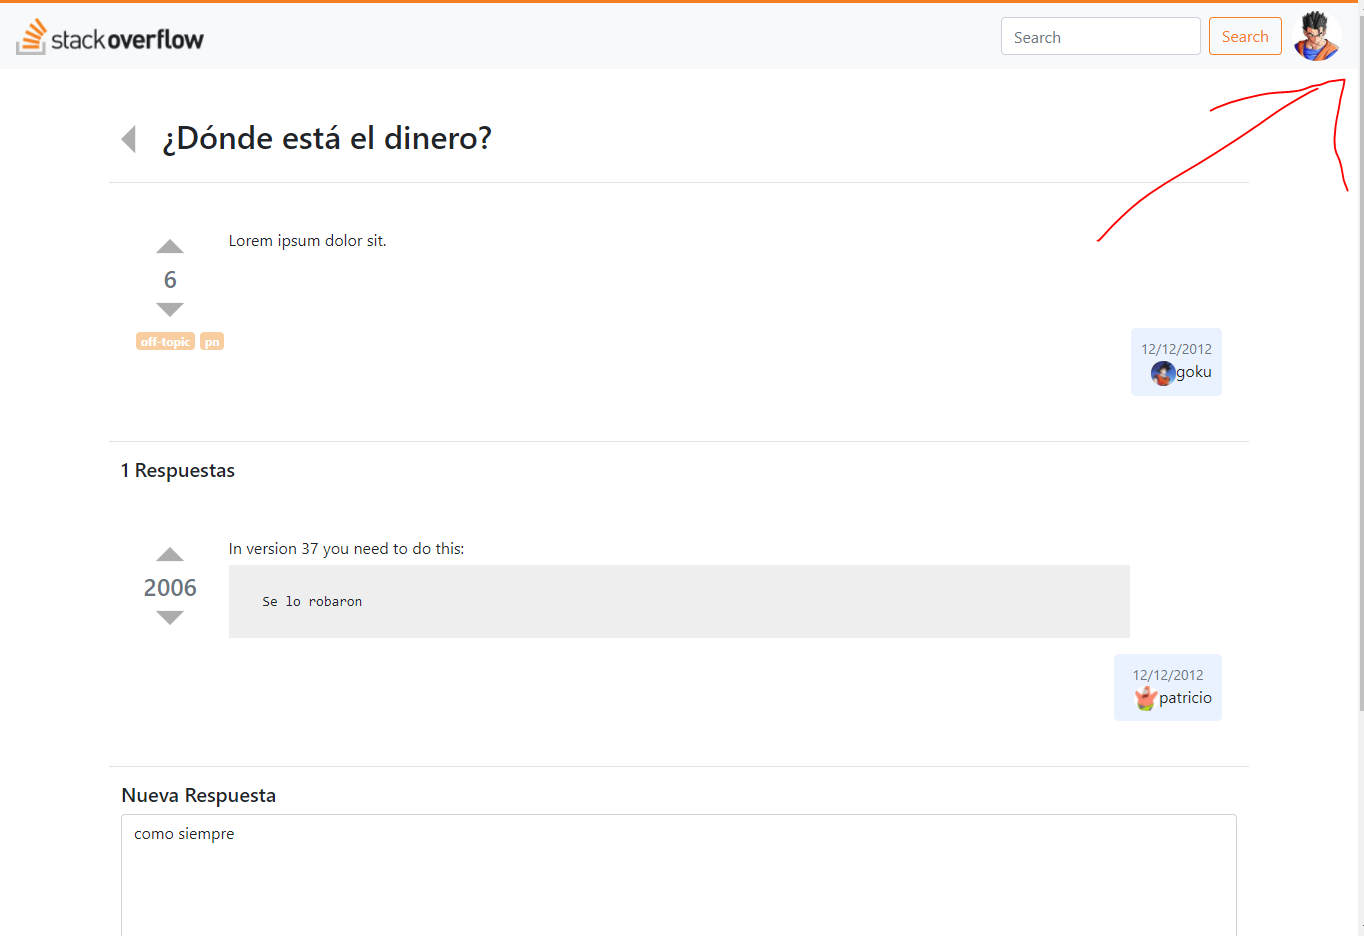 stackoverflow
Search
Search
¿Dónde está el dinero?
Lorem ipsum dolor sit.
6
off-topic pn
12/12/2012
goku
1 Respuestas
In version 37 you need to do this:
2006
Se lo robaron
12/12/2012
patricio
Nueva Respuesta
como siempre